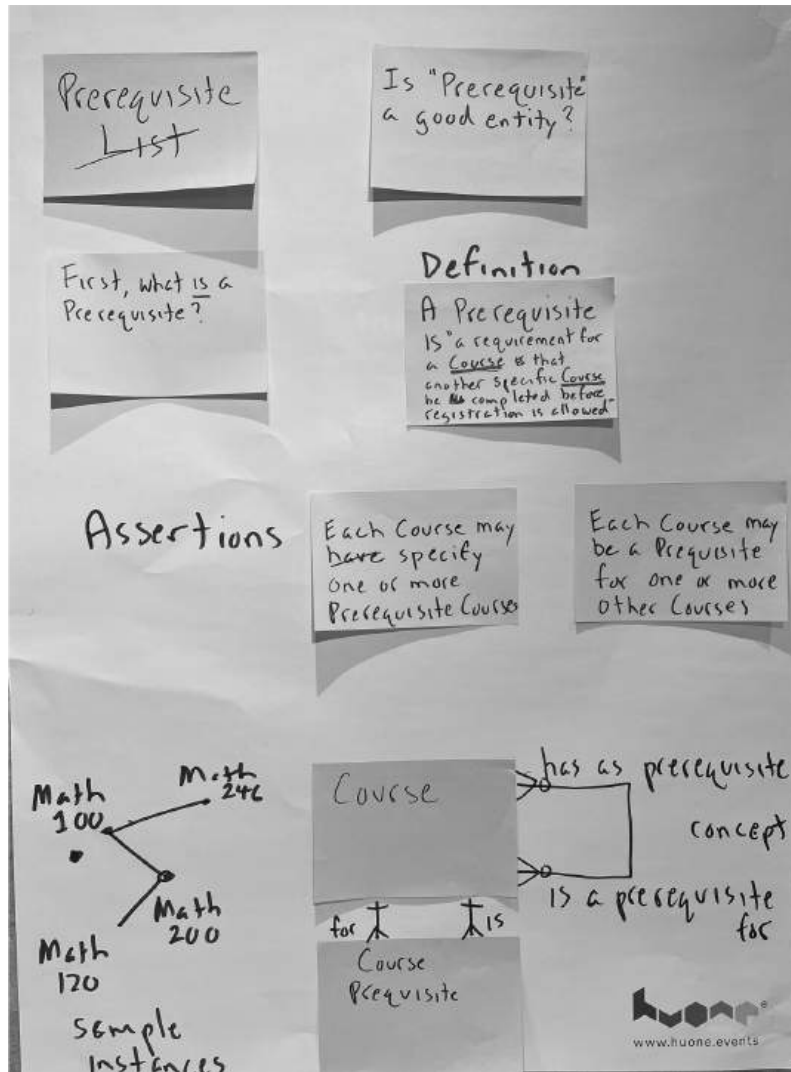 Prerequisite
List
Is "Prerequisite"
a good entity?
First, what is a
Prerequisite?
Definition
A Prerequisite
is "a requirement for
a Course that
another specific Course
be completed before
registration is allowed"
Assertions
Each Course may
have specify
one or more
Prerequisite Courses
Each Course may
be a Prequisite
for one or more
other Courses
Math
100
Math
246
Math
200
Math
120
Sample
Instances
Course
has as prerequisite
concept
is a prerequisite
for
for
is
Course
Prequisite
huone®
www.huone.events